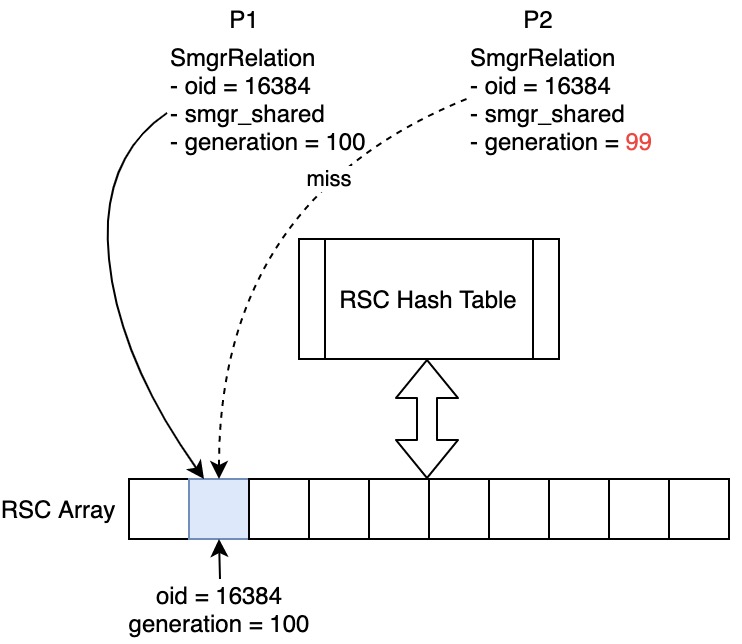 P1
SmgrRelation
- oid = 16384
- smgr_shared
- generation = 100
P2
SmgrRelation
- oid = 16384
- smgr_shared
- generation = 99
miss
RSC Hash Table
RSC Array
oid = 16384
generation = 100